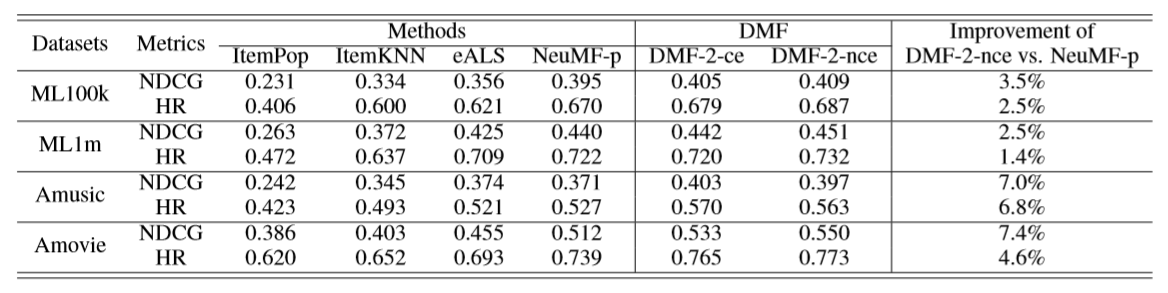 Datasets Metrics Methods DMF Improvement of
ItemPop ItemKNN eALS NeuMF-p DMF-2-ce DMF-2-nce DMF-2-nce vs. NeuMF-p
ML100k NDCG 0.231 0.334 0.356 0.395 0.405 0.409 3.5%
HR 0.406 0.600 0.621 0.670 0.679 0.687 2.5%
ML1m NDCG 0.263 0.372 0.425 0.440 0.442 0.451 2.5%
HR 0.472 0.637 0.709 0.722 0.720 0.732 1.4%
Amusic NDCG 0.242 0.345 0.374 0.371 0.403 0.397 7.0%
HR 0.423 0.493 0.521 0.527 0.570 0.563 6.8%
Amovie NDCG 0.386 0.403 0.455 0.512 0.533 0.550 7.4%
HR 0.620 0.652 0.693 0.739 0.765 0.773 4.6%